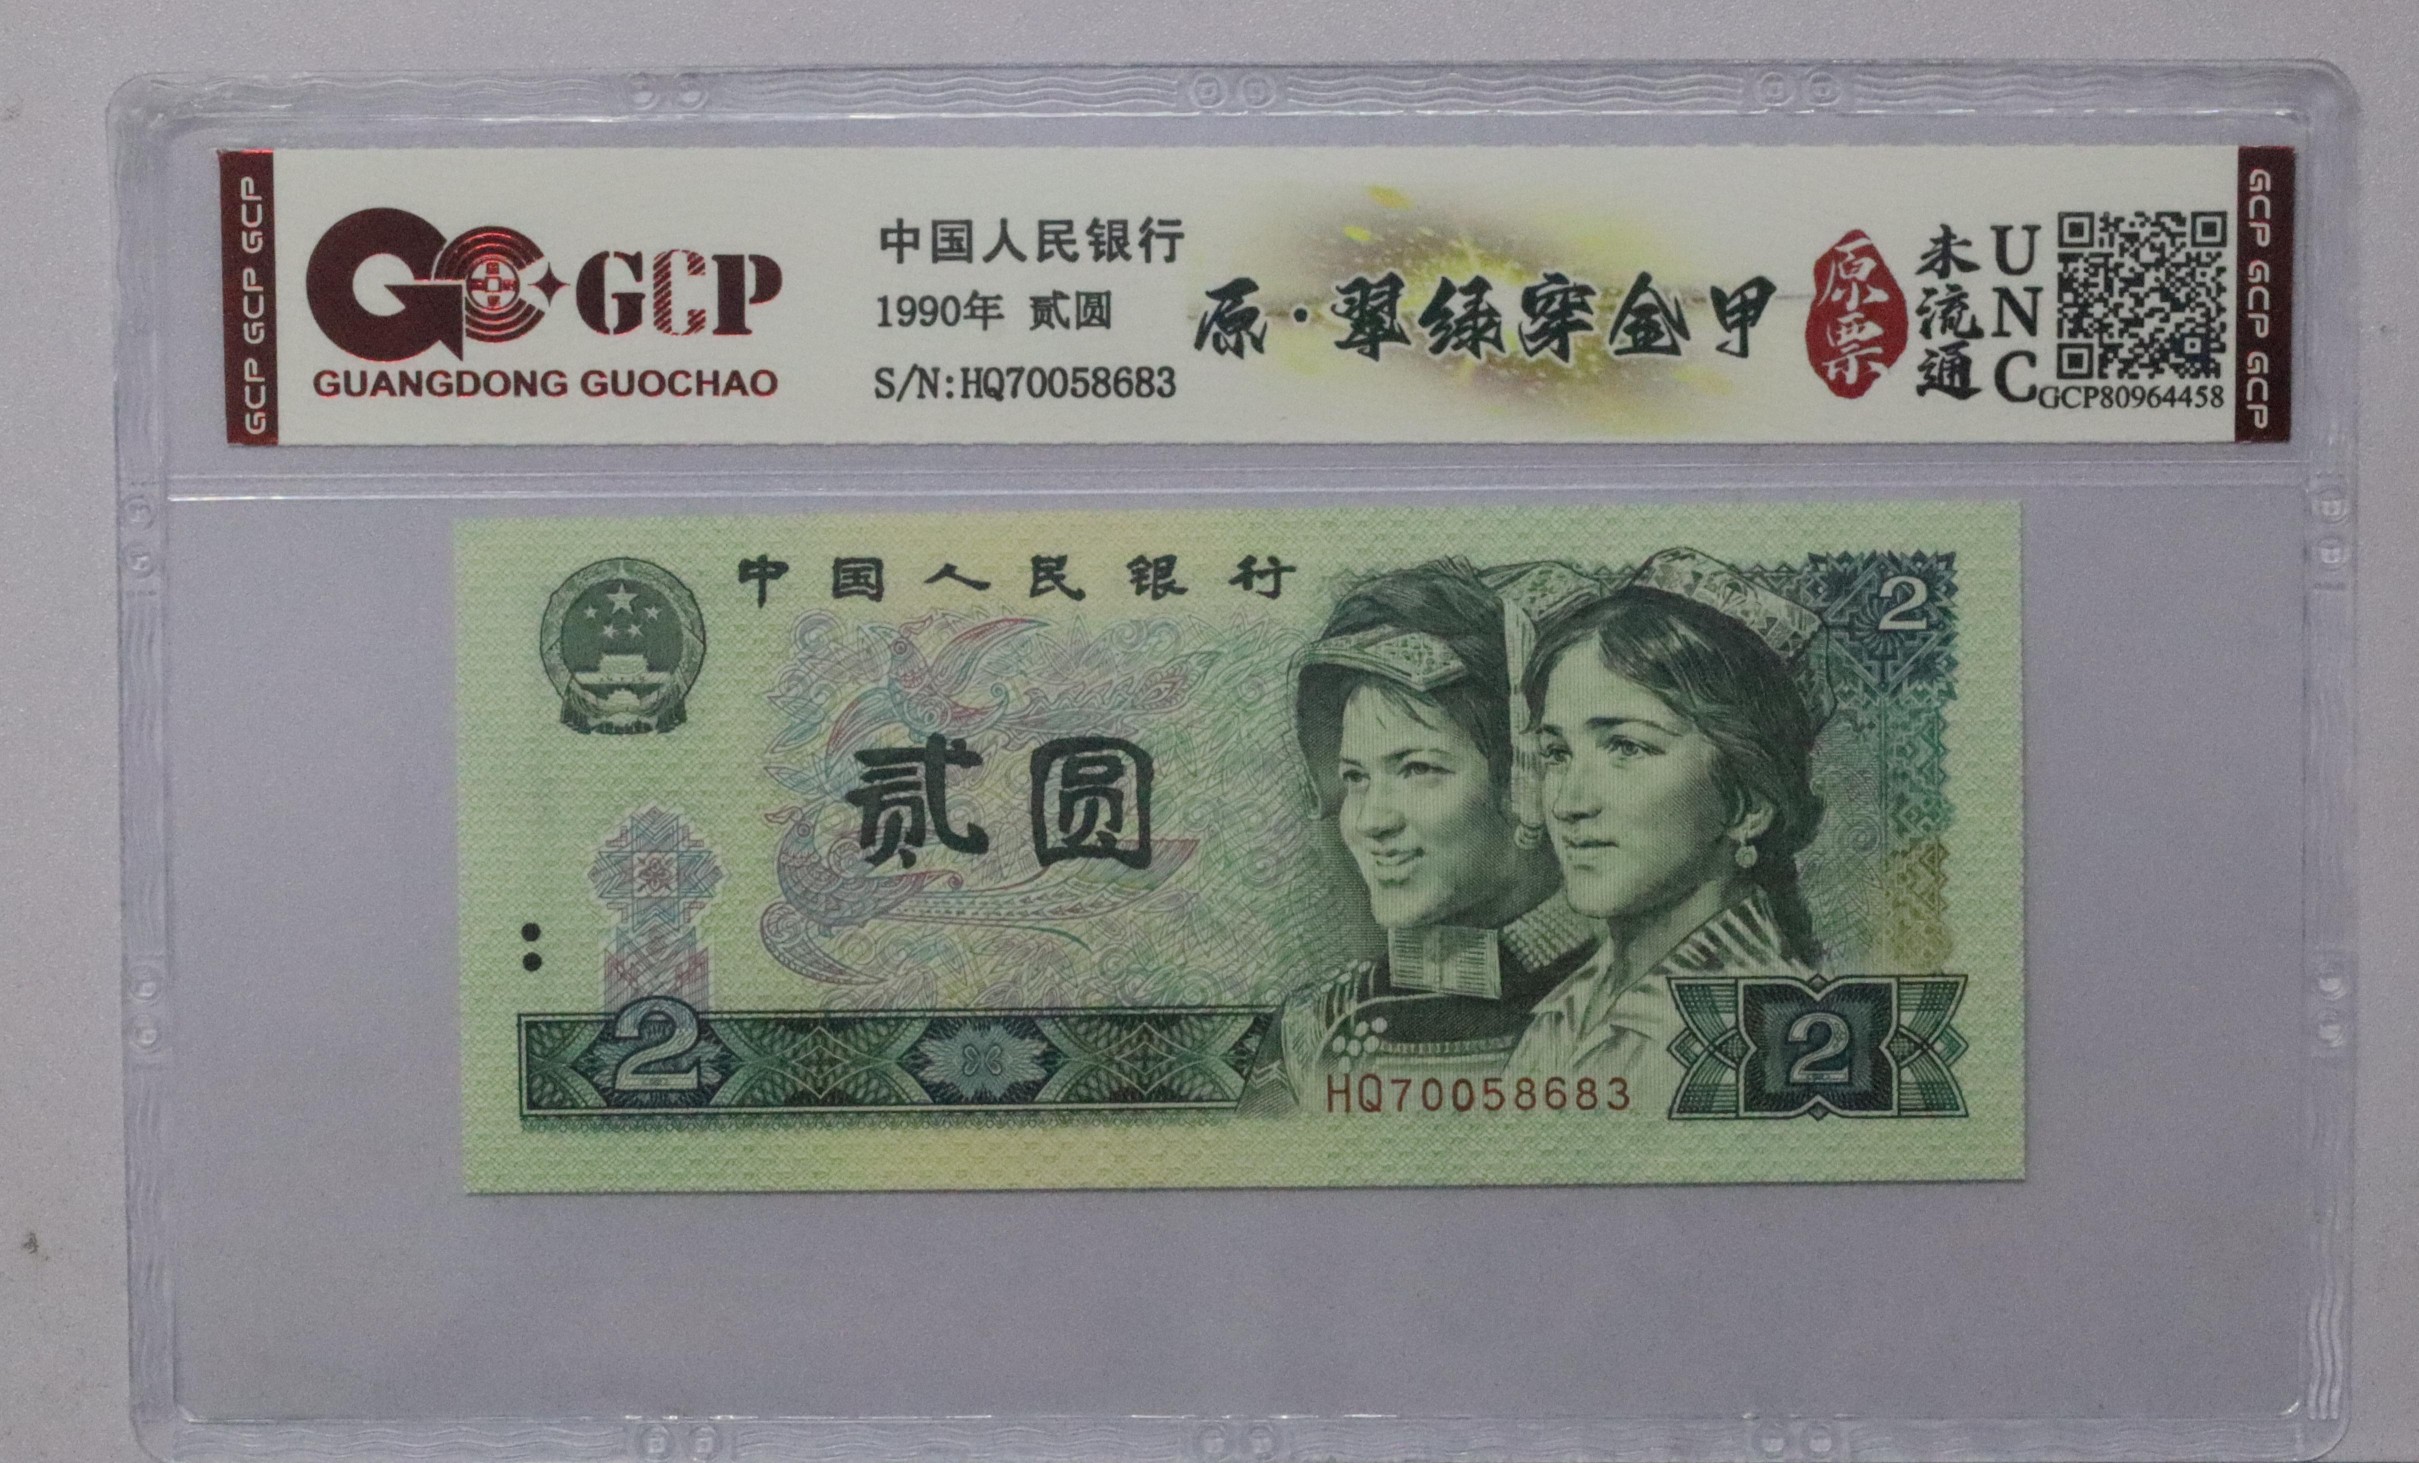 GCP GCP GCP
GCP
GUANGDONG GUOCHAO
中国人民银行
1990年 贰圆
S/N:HQ70058683
原·翠绿穿金甲
原票
未流通
UNC
GCP80964458
GCP GCP GCP
中国人民银行
2
贰圆
2
2
HQ70058683